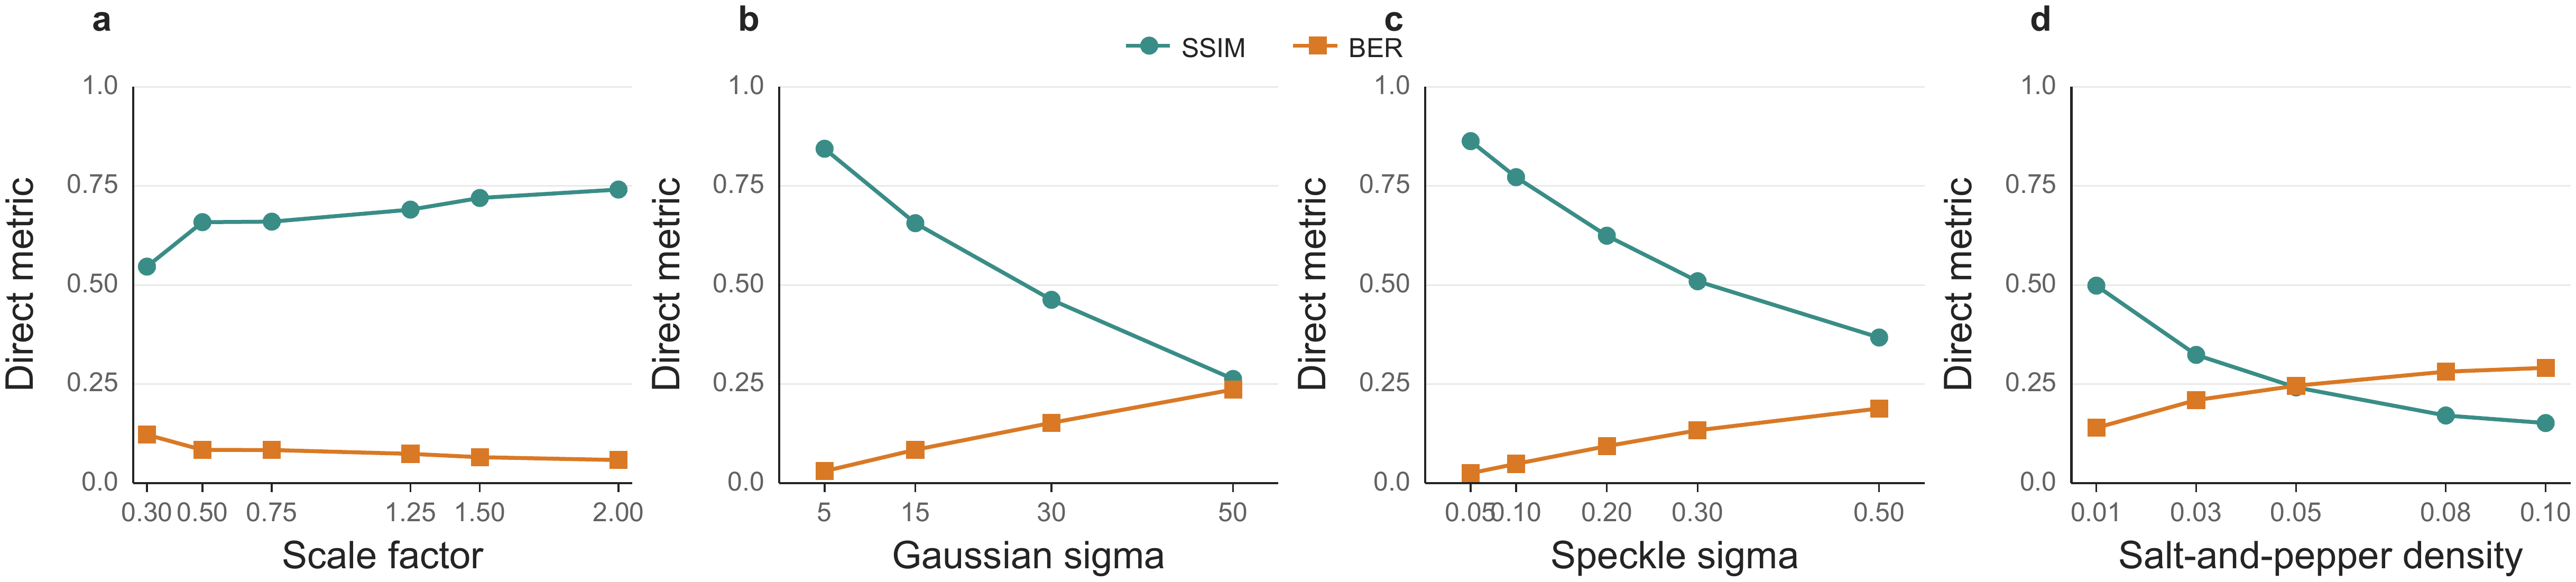 a
b
c
d
SSIM
BER
Direct metric
1.0
0.75
0.50
0.25
0.0
0.30 0.50 0.75 1.25 1.50 2.00
Scale factor
Direct metric
1.0
0.75
0.50
0.25
0.0
5 15 30 50
Gaussian sigma
Direct metric
1.0
0.75
0.50
0.25
0.0
0.05 0.10 0.20 0.30 0.50
Speckle sigma
Direct metric
1.0
0.75
0.50
0.25
0.0
0.01 0.03 0.05 0.08 0.10
Salt-and-pepper density